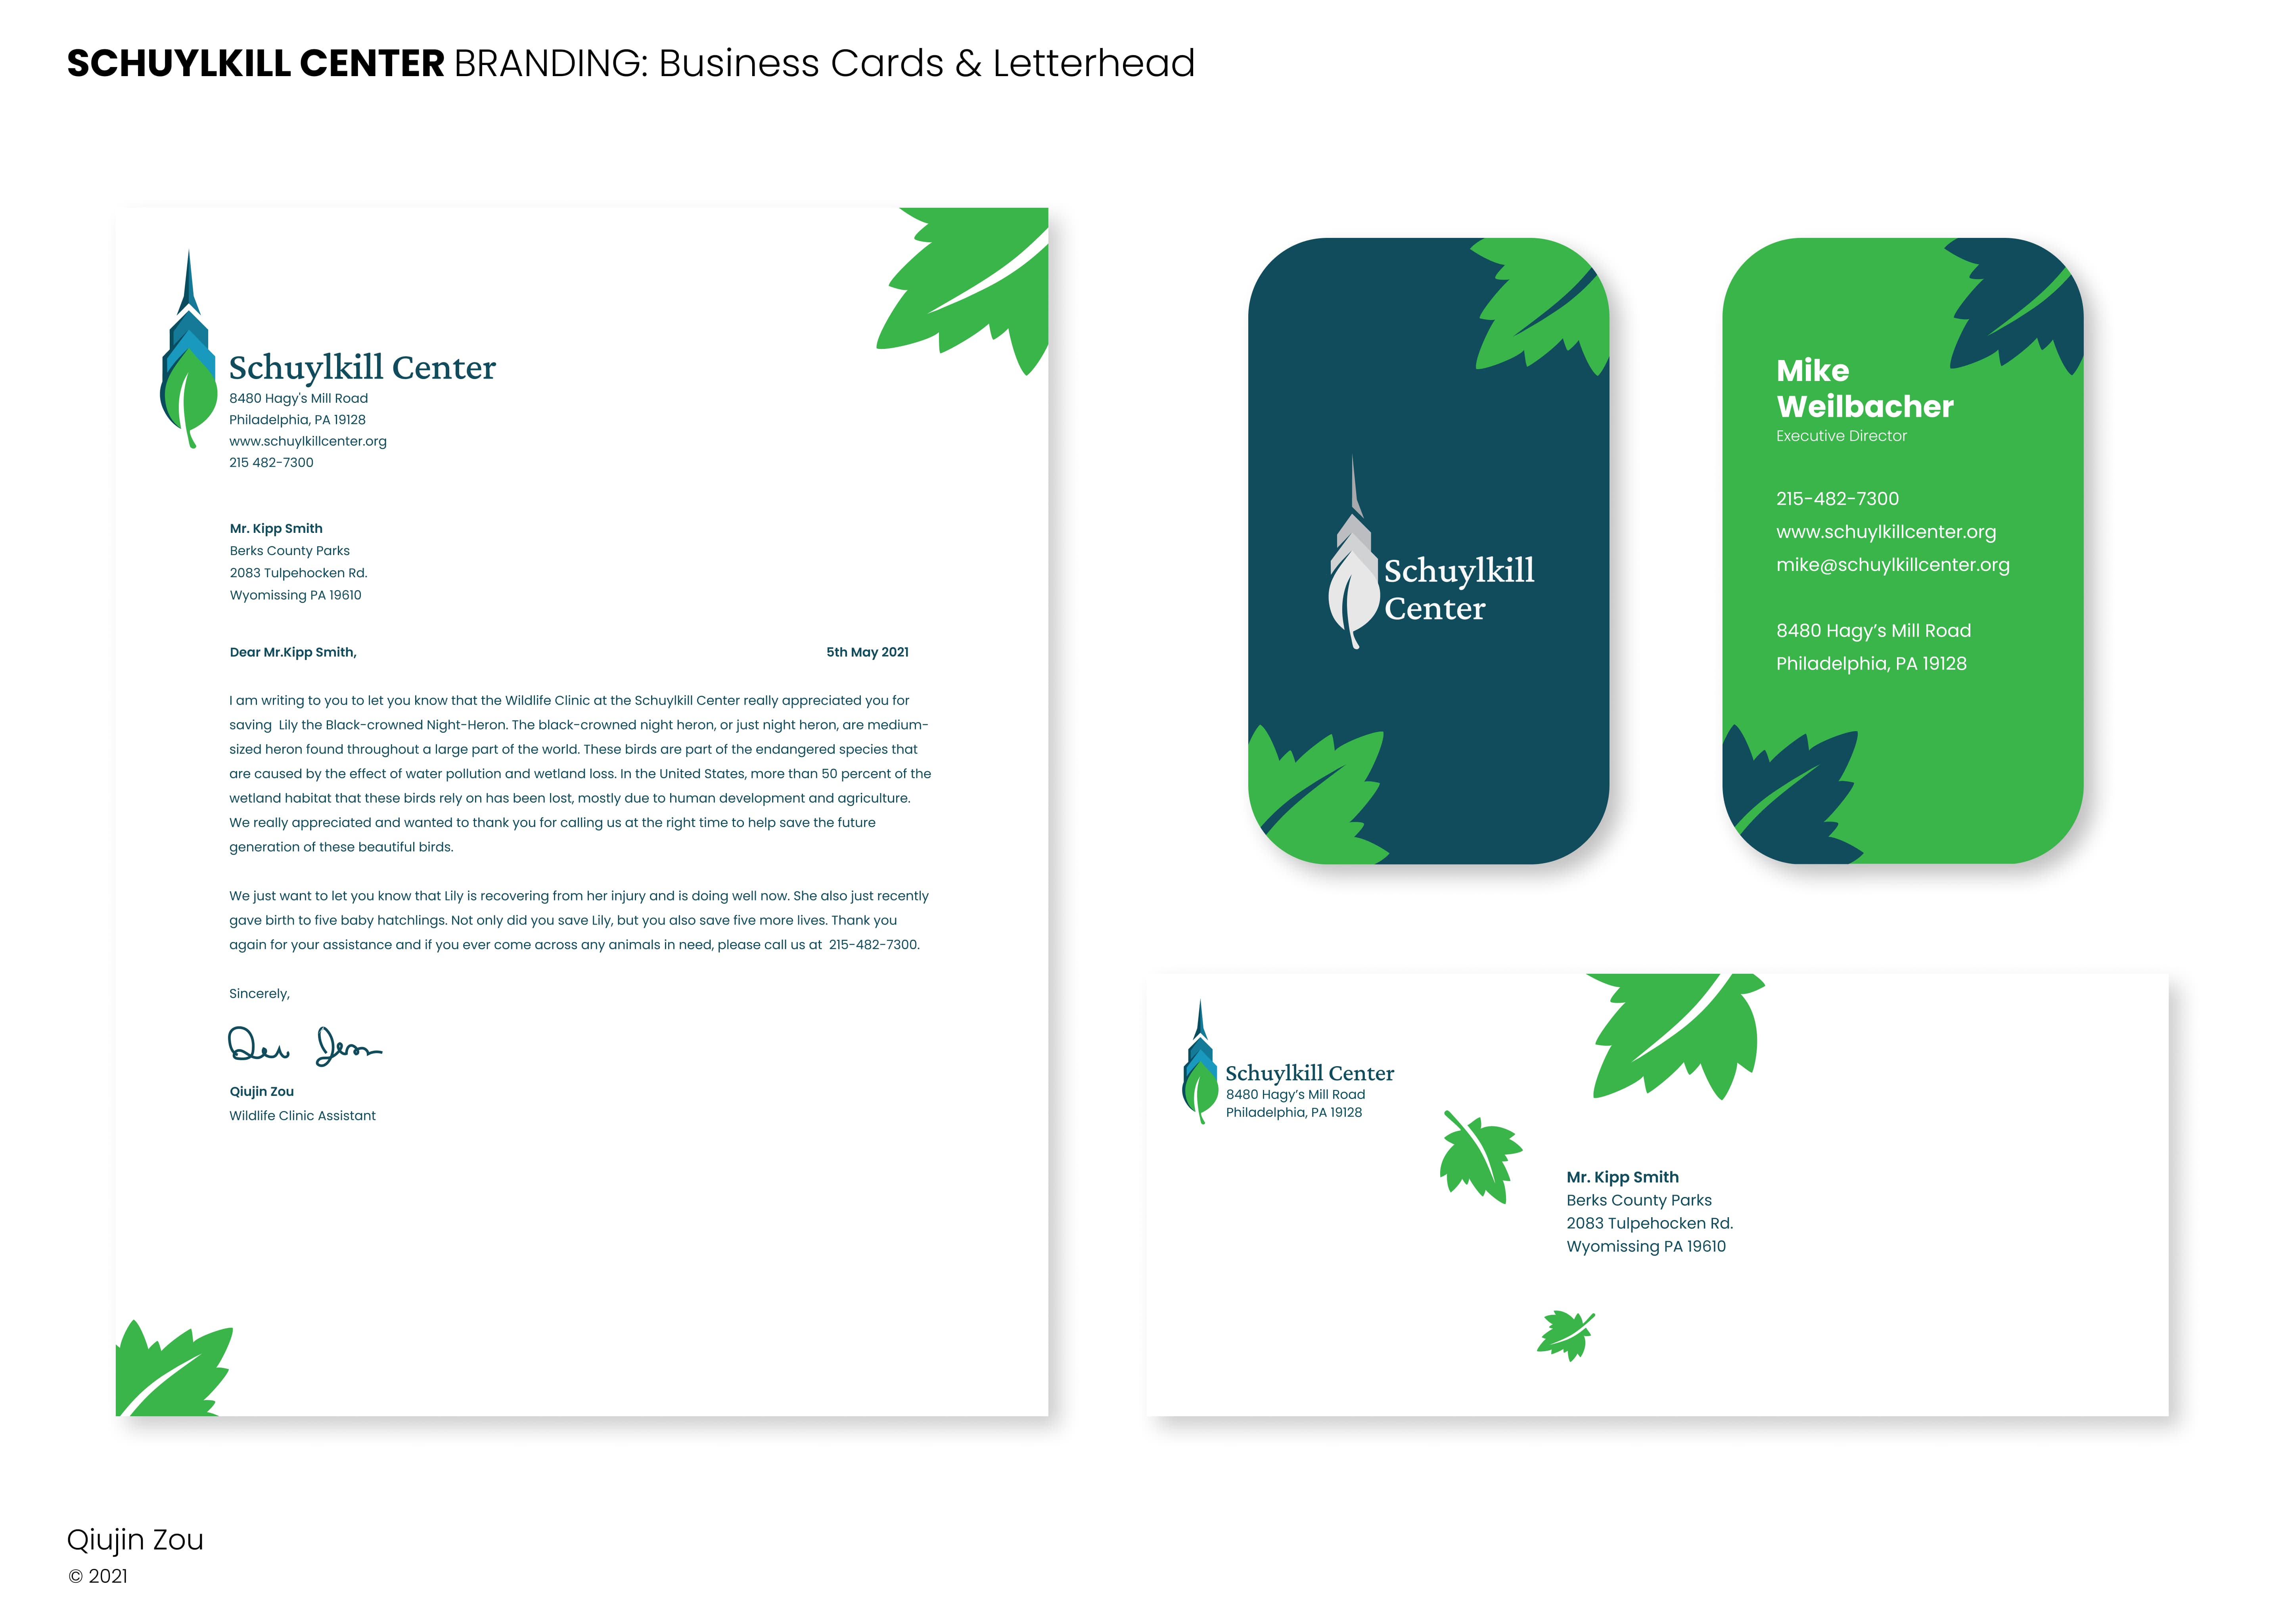 SCHUYLKILL CENTER BRANDING: Business Cards & Letterhead
Schuylkill Center
8480 Hagy's Mill Road
Philadelphia, PA 19128
www.schuylkillcenter.org
215 482-7300
Mr. Kipp Smith
Berks County Parks
2083 Tulpehocken Rd.
Wyomissing PA 19610
Dear Mr.Kipp Smith,
5th May 2021
I am writing to you to let you know that the Wildlife Clinic at the Schuylkill Center really appreciated you for
saving  Lily the Black-crowned Night-Heron. The black-crowned night heron, or just night heron, are medium-
sized heron found throughout a large part of the world. These birds are part of the endangered species that
are caused by the effect of water pollution and wetland loss. In the United States, more than 50 percent of the
wetland habitat that these birds rely on has been lost, mostly due to human development and agriculture.
We really appreciated and wanted to thank you for calling us at the right time to help save the future
generation of these beautiful birds.
We just want to let you know that Lily is recovering from her injury and is doing well now. She also just recently
gave birth to five baby hatchlings. Not only did you save Lily, but you also save five more lives. Thank you
again for your assistance and if you ever come across any animals in need, please call us at  215-482-7300.
Sincerely,
Qiujin Zou
Wildlife Clinic Assistant
Schuylkill
Center
Mike
Weilbacher
Executive Director
215-482-7300
www.schuylkillcenter.org
mike@schuylkillcenter.org
8480 Hagy’s Mill Road
Philadelphia, PA 19128
Schuylkill Center
8480 Hagy’s Mill Road
Philadelphia, PA 19128
Mr. Kipp Smith
Berks County Parks
2083 Tulpehocken Rd.
Wyomissing PA 19610
Qiujin Zou
© 2021